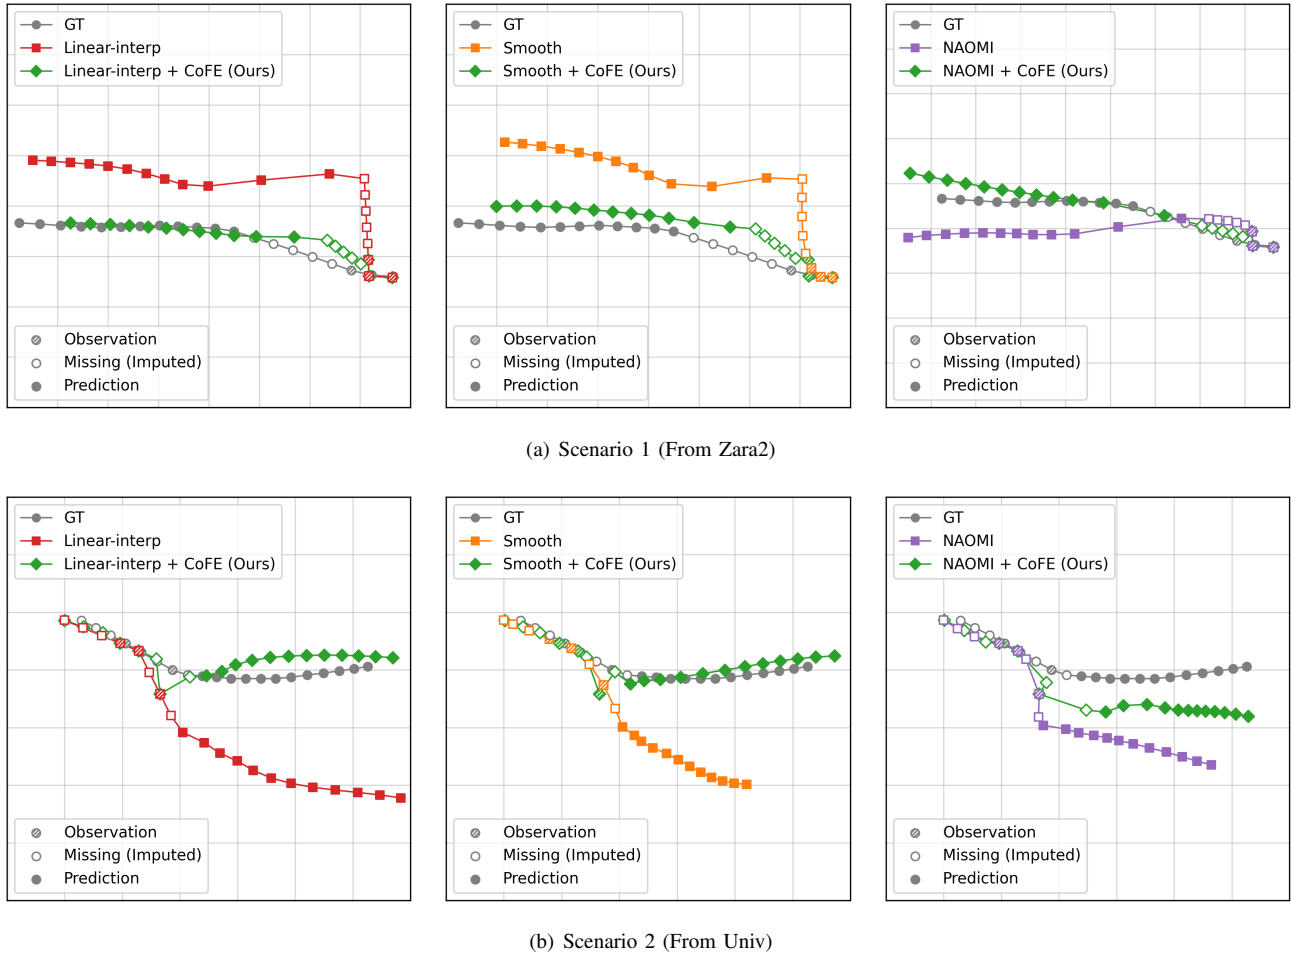 GT
Linear-interp
Linear-interp + CoFE (Ours)
Observation
Missing (Imputed)
Prediction
GT
Smooth
Smooth + CoFE (Ours)
Observation
Missing (Imputed)
Prediction
GT
NAOMI
NAOMI + CoFE (Ours)
Observation
Missing (Imputed)
Prediction
(a) Scenario 1 (From Zara2)
GT
Linear-interp
Linear-interp + CoFE (Ours)
Observation
Missing (Imputed)
Prediction
GT
Smooth
Smooth + CoFE (Ours)
Observation
Missing (Imputed)
Prediction
GT
NAOMI
NAOMI + CoFE (Ours)
Observation
Missing (Imputed)
Prediction
(b) Scenario 2 (From Univ)